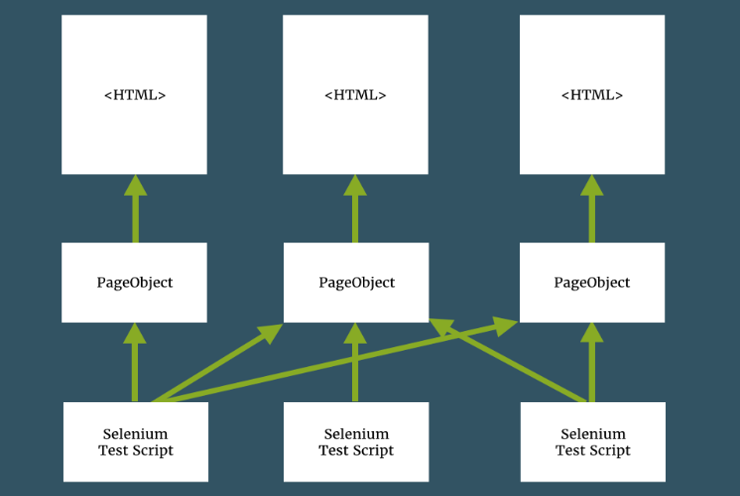 <HTML>
<HTML>
<HTML>
PageObject
PageObject
PageObject
Selenium
Test Script
Selenium
Test Script
Selenium
Test Script